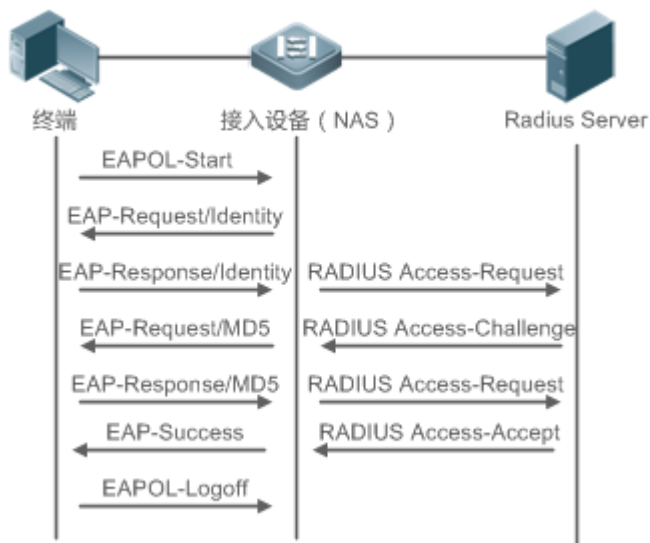 终端
接入设备（NAS）
Radius Server
EAPOL-Start
EAP-Request/Identity
EAP-Response/Identity
RADIUS Access-Request
EAP-Request/MD5
RADIUS Access-Challenge
EAP-Response/MD5
RADIUS Access-Request
EAP-Success
RADIUS Access-Accept
EAPOL-Logoff